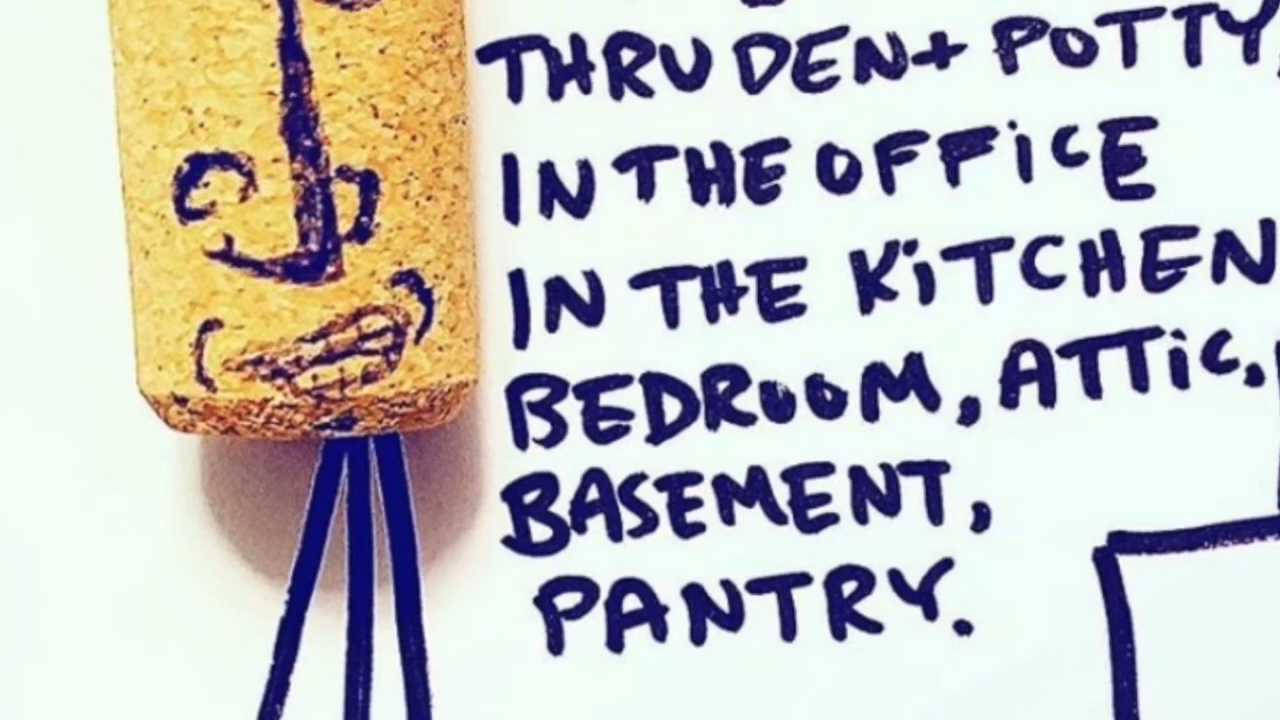 THRU DEN + POTTY,
IN THE OFFICE
IN THE KITCHEN
BEDROOM, ATTIC,
BASEMENT,
PANTRY.